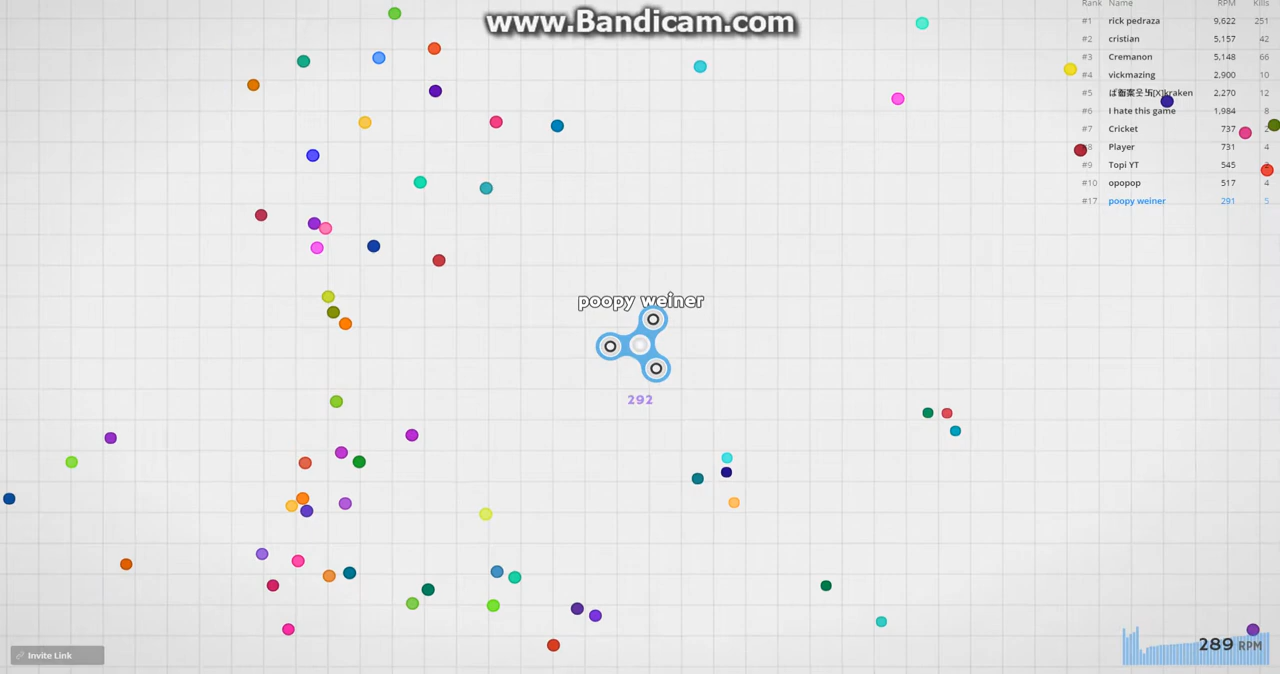 www.Bandicam.com
Rank Name RPM Kills
#1 rick pedraza 9,622 251
#2 cristian 5,157 42
#3 Cremanon 5,148 66
#4 vickmazing 2,900 10
#5 [X]kraken 2,270 12
#6 I hate this game 1,984 8
#7 Cricket 737
#8 Player 731 4
#9 Topi YT 545 2
#10 opopop 517 4
#17 poopy weiner 291 5
poopy weiner
292
Invite Link
289 RPM